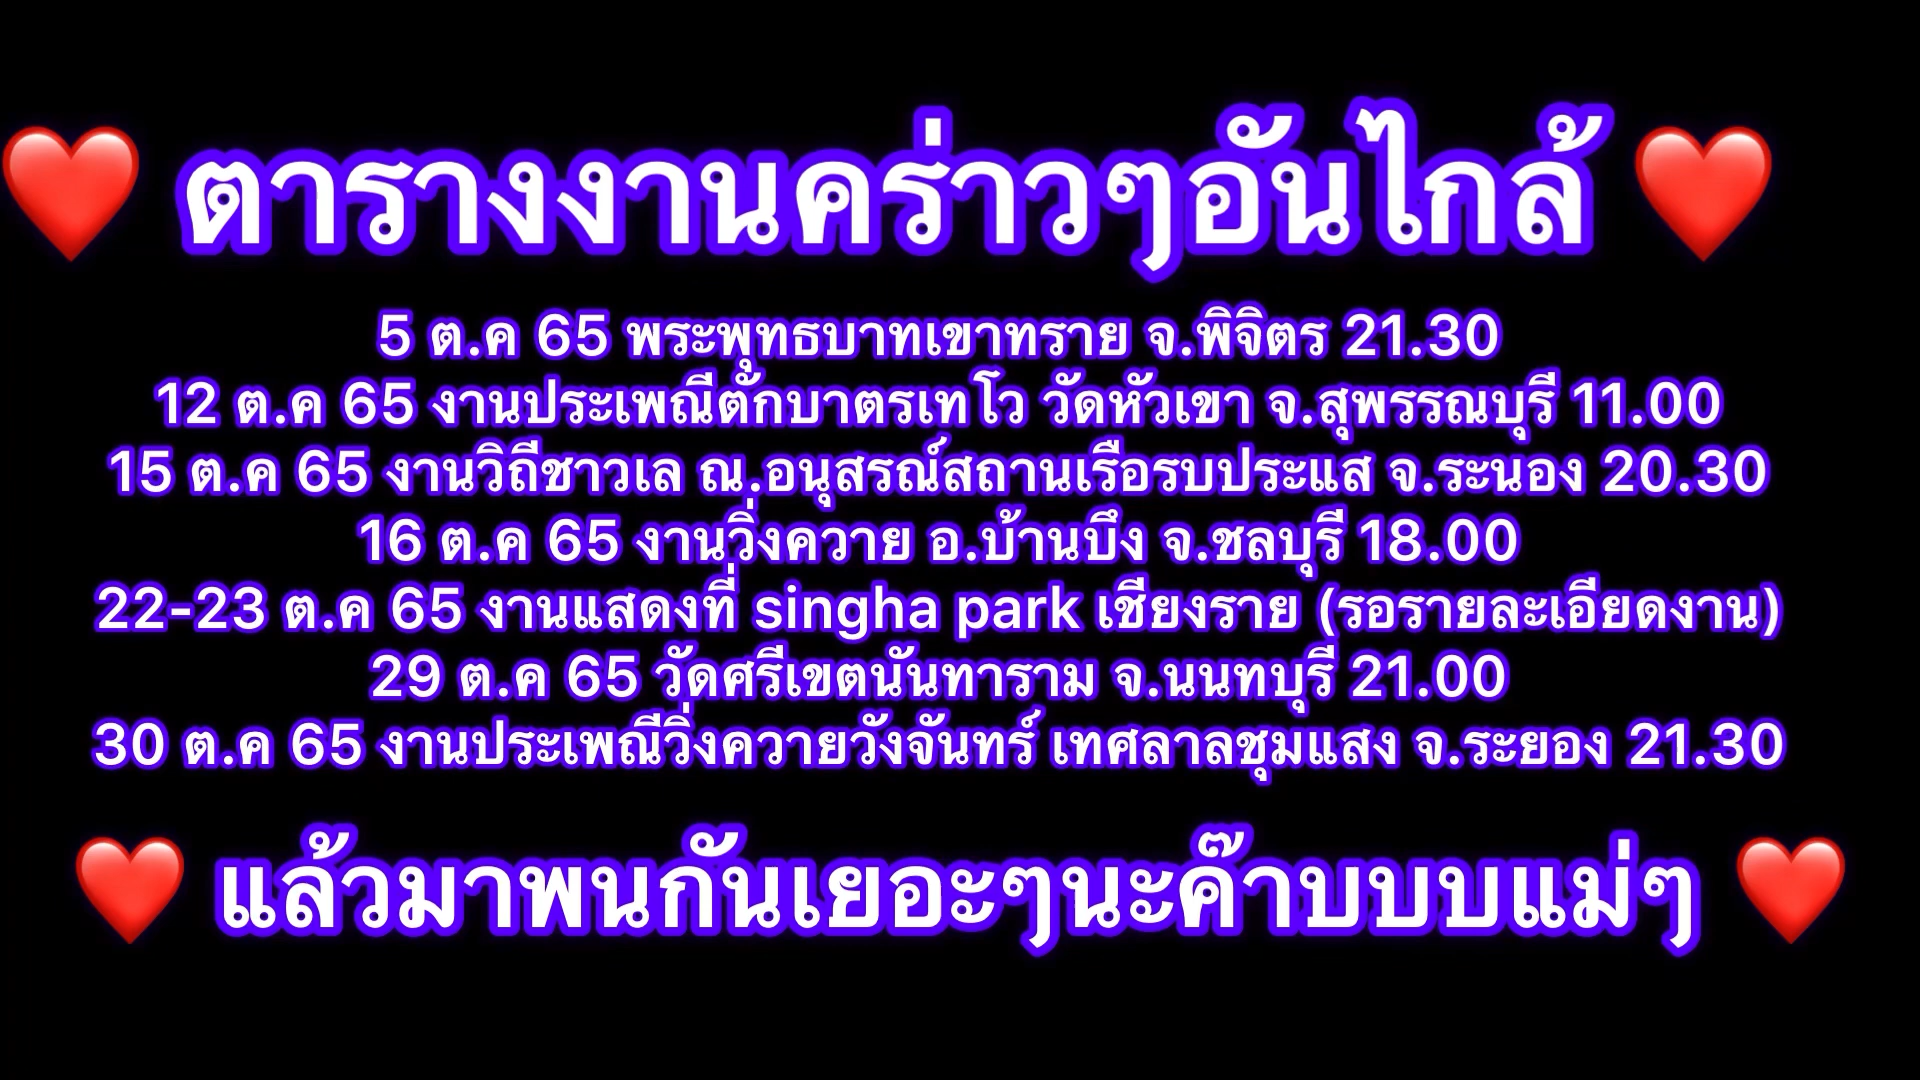 ❤️ ตารางงานคร่าวๆอันไกล้ ❤️
5 ต.ค 65 พระพุทธบาทเขาทราย จ.พิจิตร 21.30
12 ต.ค 65 งานประเพณีตักบาตรเทโว วัดหัวเขา จ.สุพรรณบุรี 11.00
15 ต.ค 65 งานวิถีชาวเล ณ.อนุสรณ์สถานเรือรบประแส จ.ระนอง 20.30
16 ต.ค 65 งานวิ่งควาย อ.บ้านบึง จ.ชลบุรี 18.00
22-23 ต.ค 65 งานแสดงที่ singha park เชียงราย (รอรายละเอียดงาน)
29 ต.ค 65 วัดศรีเขตนันทาราม จ.นนทบุรี 21.00
30 ต.ค 65 งานประเพณีวิ่งควายวังจันทร์ เทศลาลชุมแสง จ.ระยอง 21.30
❤️ แล้วมาพนกันเยอะๆนะค๊าบบบแม่ๆ ❤️